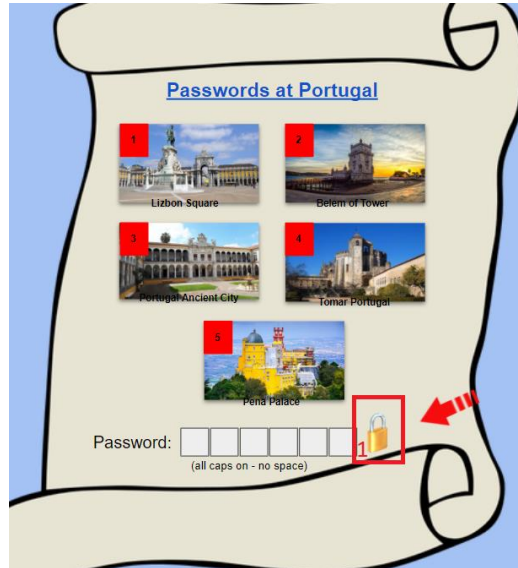 Passwords at Portugal
1
2
Lizbon Square
Belem of Tower
3
4
Portugal Ancient City
Tomar Portugal
5
Pena Palace
Password:
1
(all caps on - no space)